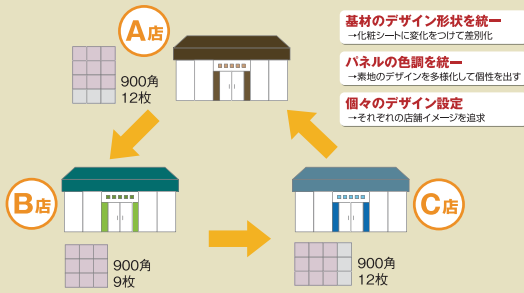 A店
900角
12枚
基材のデザイン形状を統一
→化粧シートに変化をつけて差別化
パネルの色調を統一
→素地のデザインを多様化して個性を出す
個々のデザイン設定
→それぞれの店舗イメージを追求
B店
900角
9枚
C店
900角
12枚